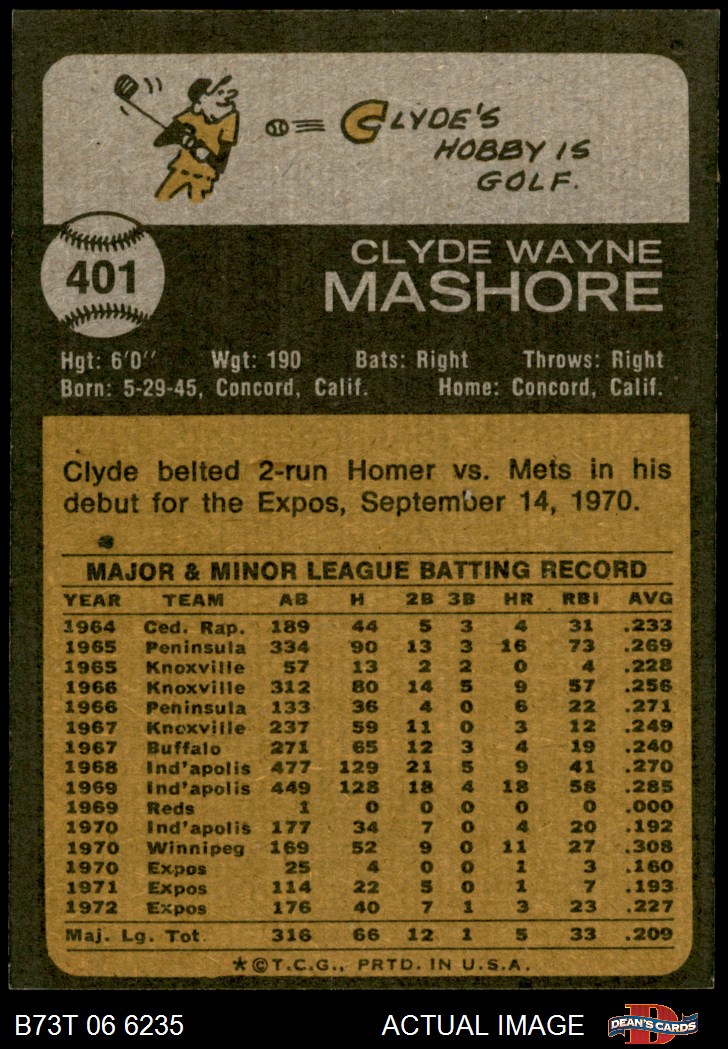 CLYDE'S
HOBBY IS
GOLF.
401
CLYDE WAYNE
MASHORE
Hgt: 6'0" Wgt: 190 Bats: Right Throws: Right
Born: 5-29-45, Concord, Calif. Home: Concord, Calif.
Clyde belted 2-run Homer vs. Mets in his
debut for the Expos, September 14, 1970.
MAJOR & MINOR LEAGUE BATTING RECORD
YEAR TEAM AB H 2B 3B HR RBI AVG
1964 Ced. Rap. 189 44 5 3 4 31 .233
1965 Peninsula 334 90 13 3 16 73 .269
1965 Knoxville 57 13 2 2 0 4 .228
1966 Knoxville 312 80 14 5 9 57 .256
1966 Peninsula 133 36 4 0 6 22 .271
1967 Knoxville 237 59 11 0 3 12 .249
1967 Buffalo 271 65 12 3 4 19 .240
1968 Ind'apolis 477 129 21 5 9 41 .270
1969 Ind'apolis 449 128 18 4 18 58 .285
1969 Reds 1 0 0 0 0 0 .000
1970 Ind'apolis 177 34 7 0 4 20 .192
1970 Winnipeg 169 52 9 0 11 27 .308
1970 Expos 25 4 0 0 1 3 .160
1971 Expos 114 22 5 0 1 7 .193
1972 Expos 176 40 7 1 3 23 .227
Maj. Lg. Tot. 316 66 12 1 5 33 .209
*©T.C.G., PRTD. IN U.S.A.
B73T 06 6235 ACTUAL IMAGE D DEAN'S CARDS